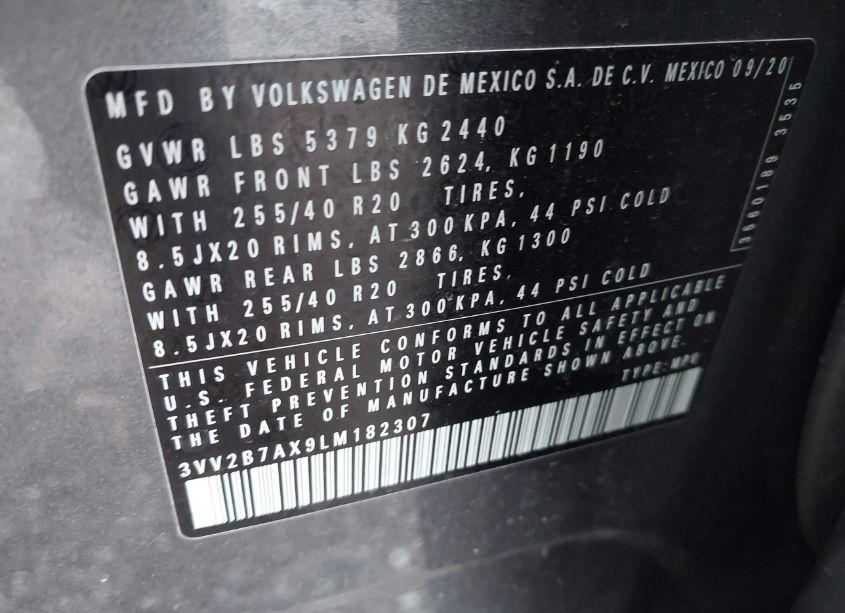 MFD BY VOLKSWAGEN DE MEXICO S.A. DE C.V. MEXICO 09/20
GVWR LBS 5379 KG 2440
GAWR FRONT LBS 2624, KG 1190
WITH 255/40 R20 TIRES,
8.5JX20 RIMS, AT 300 KPA, 44 PSI COLD
GAWR REAR LBS 2866, KG 1300
WITH 255/40 R20 TIRES,
8.5JX20 RIMS, AT 300 KPA, 44 PSI COLD
THIS VEHICLE CONFORMS TO ALL APPLICABLE
U.S. FEDERAL MOTOR VEHICLE SAFETY AND
THEFT PREVENTION STANDARDS IN EFFECT ON
THE DATE OF MANUFACTURE SHOWN ABOVE.
TYPE: MPV
3VV2B7AX9LM182307
3660189 3535